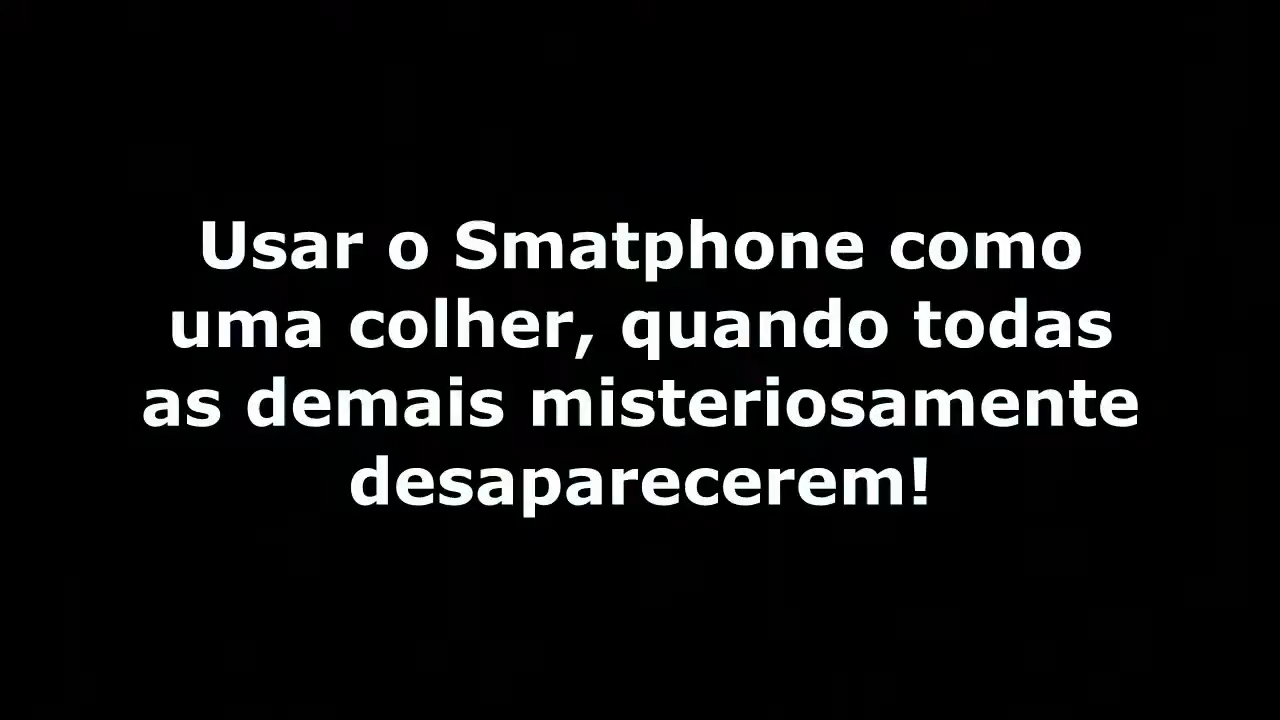 Usar o Smatphone como
uma colher, quando todas
as demais misteriosamente
desaparecerem!